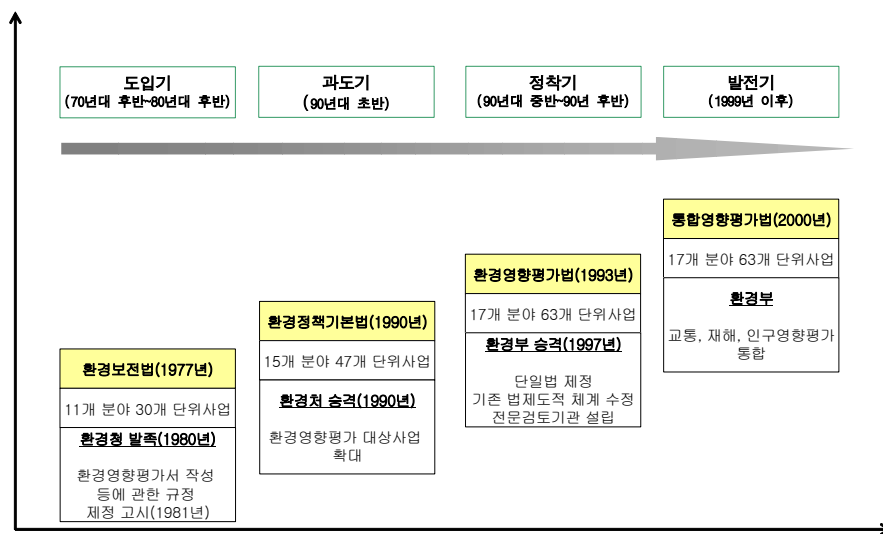 도입기
(70년대 후반~80년대 후반)
과도기
(90년대 초반)
정착기
(90년대 중반~90년 후반)
발전기
(1999년 이후)
환경보전법(1977년)
11개 분야 30개 단위사업
환경청 발족(1980년)
환경영향평가서 작성
등에 관한 규정
제정 고시(1981년)
환경정책기본법(1990년)
15개 분야 47개 단위사업
환경처 승격(1990년)
환경영향평가 대상사업
확대
환경영향평가법(1993년)
17개 분야 63개 단위사업
환경부 승격(1997년)
단일법 제정
기존 법제도적 체계 수정
전문검토기관 설립
통합영향평가법(2000년)
17개 분야 63개 단위사업
환경부
교통, 재해, 인구영향평가
통합